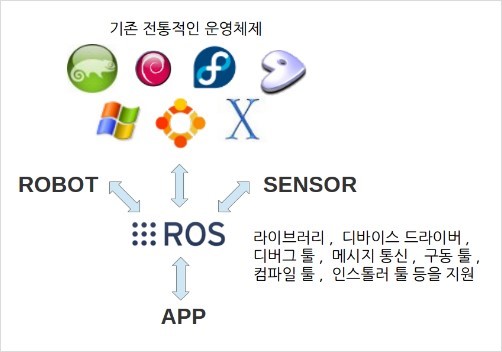 기존 전통적인 운영체제
ROBOT
SENSOR
ROS
라이브러리 , 디바이스 드라이버 ,
디버그 툴 , 메시지 통신 , 구동 툴 ,
컴파일 툴 , 인스톨러 툴 등을 지원
APP